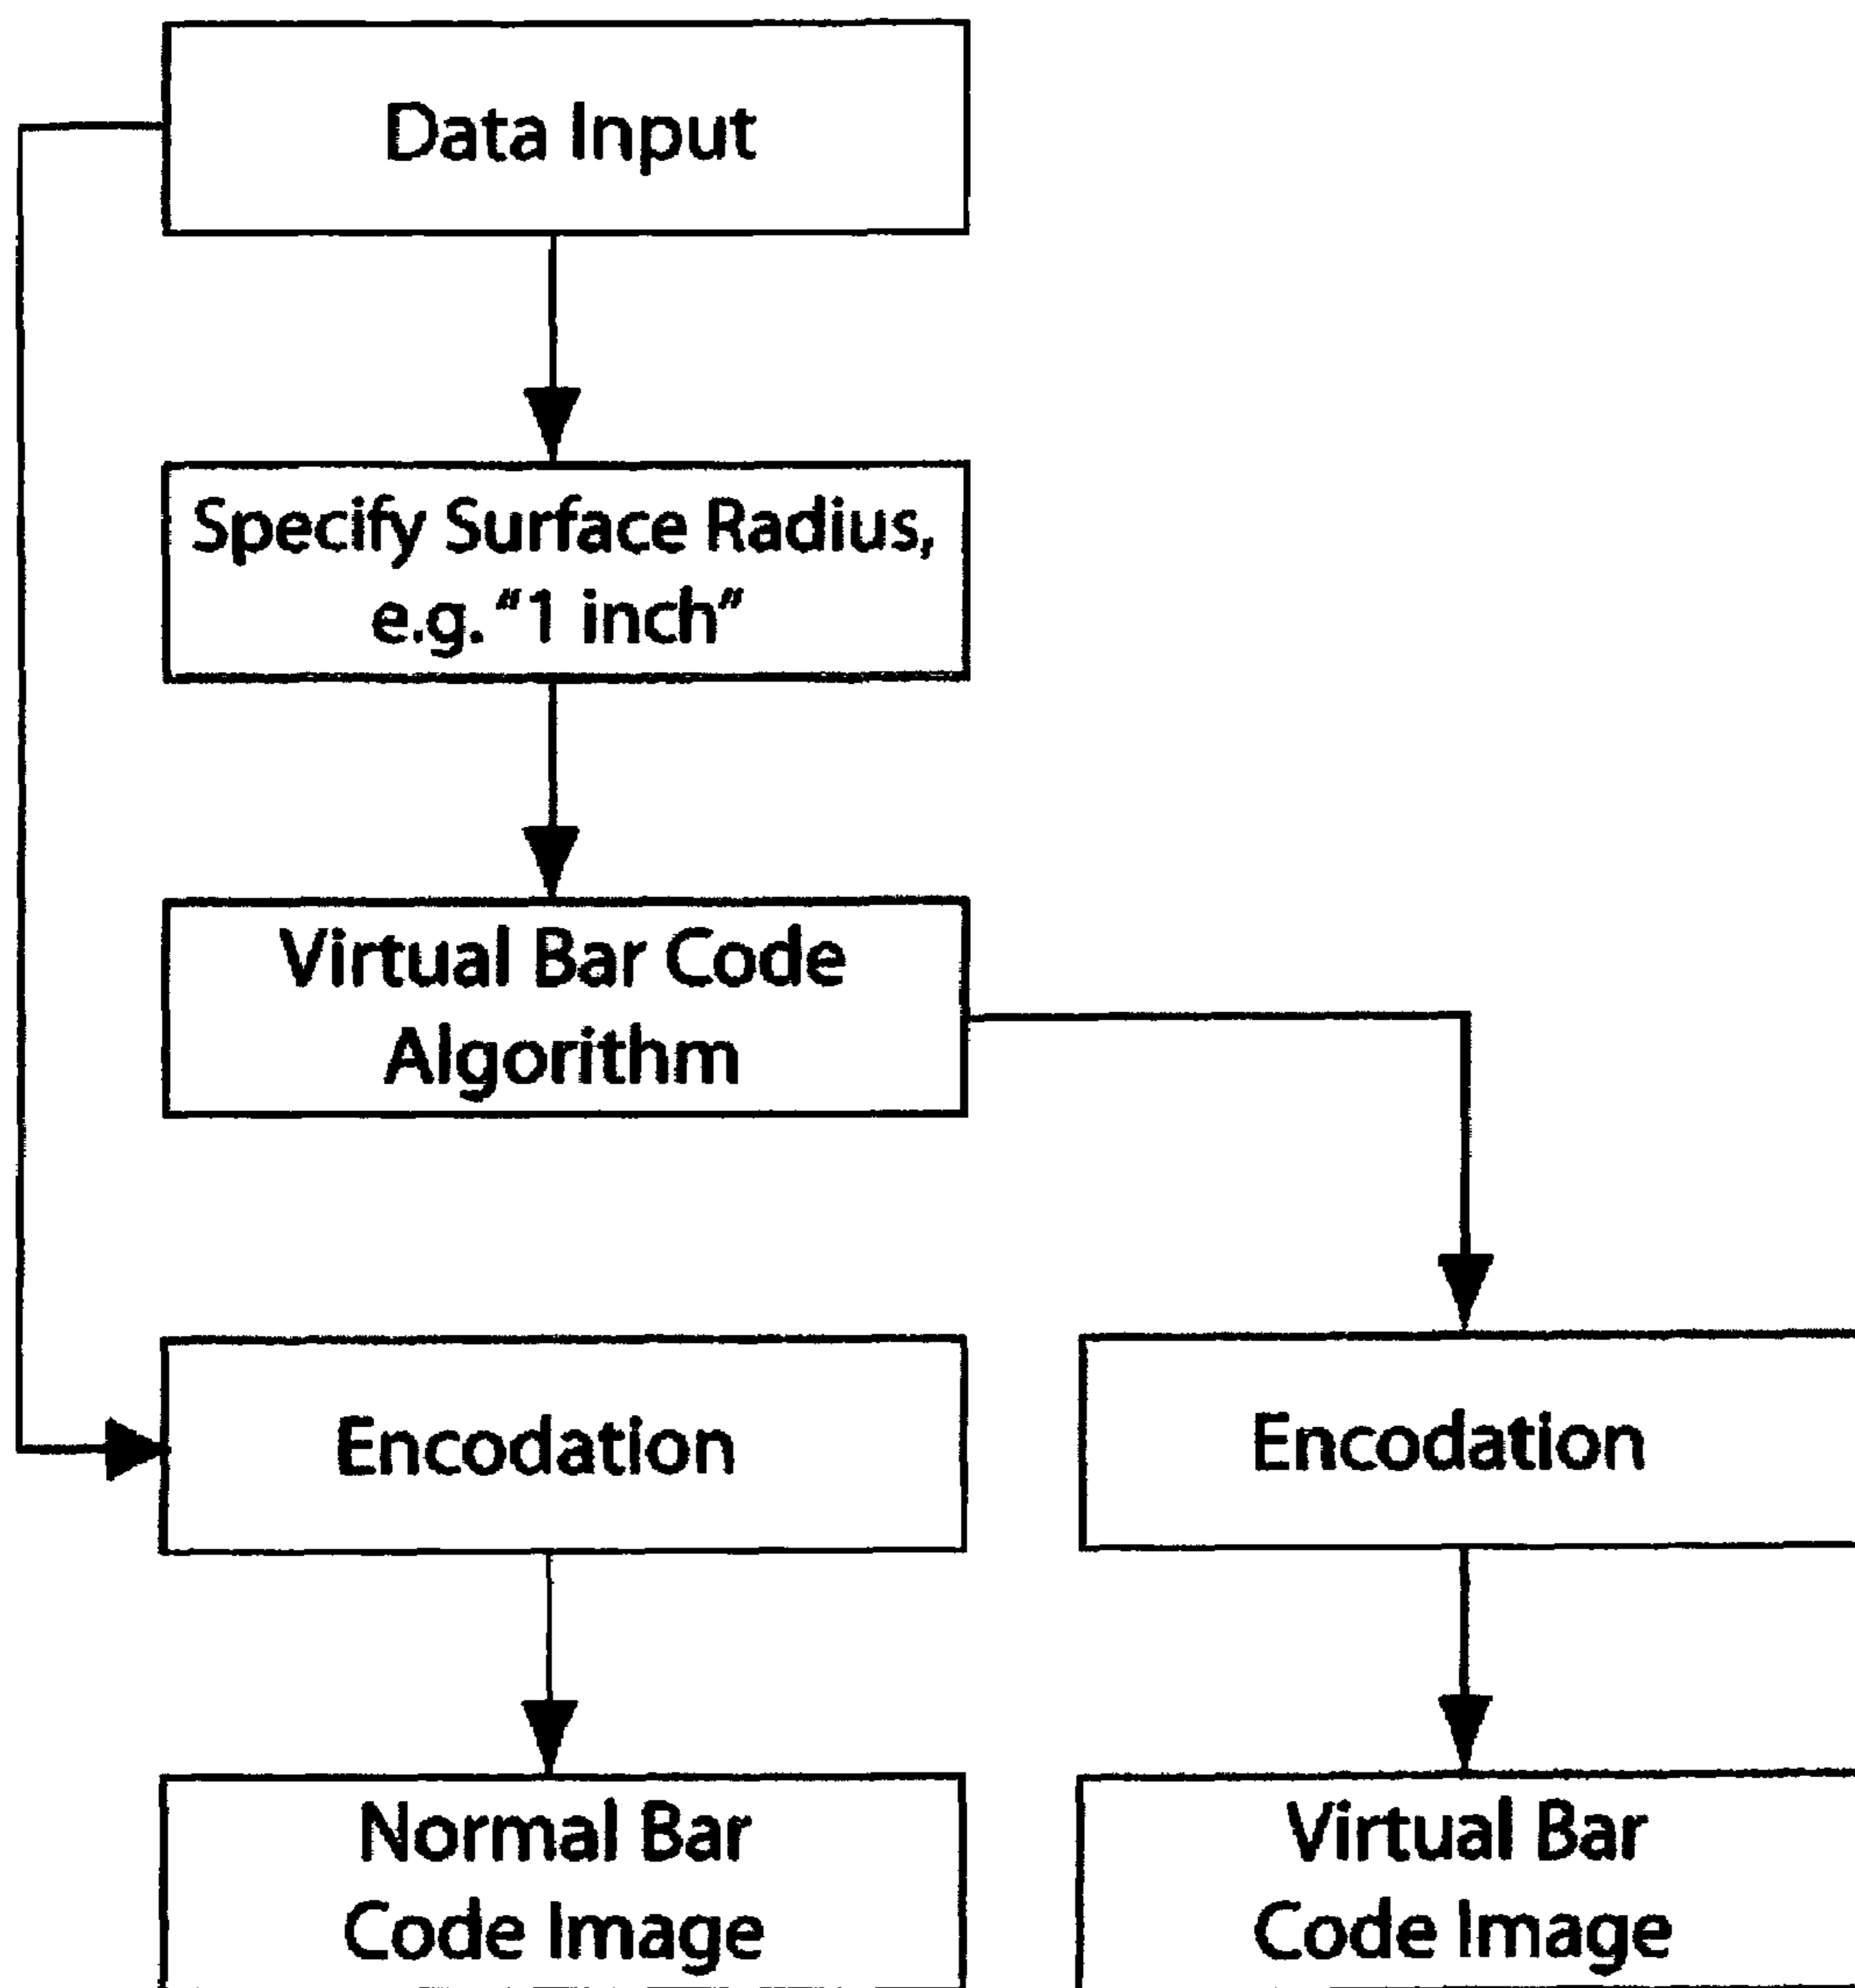 Data Input
Specify Surface Radius,
e.g. "1 inch"
Virtual Bar Code
Algorithm
Encodation
Encodation
Normal Bar
Code Image
Virtual Bar
Code Image